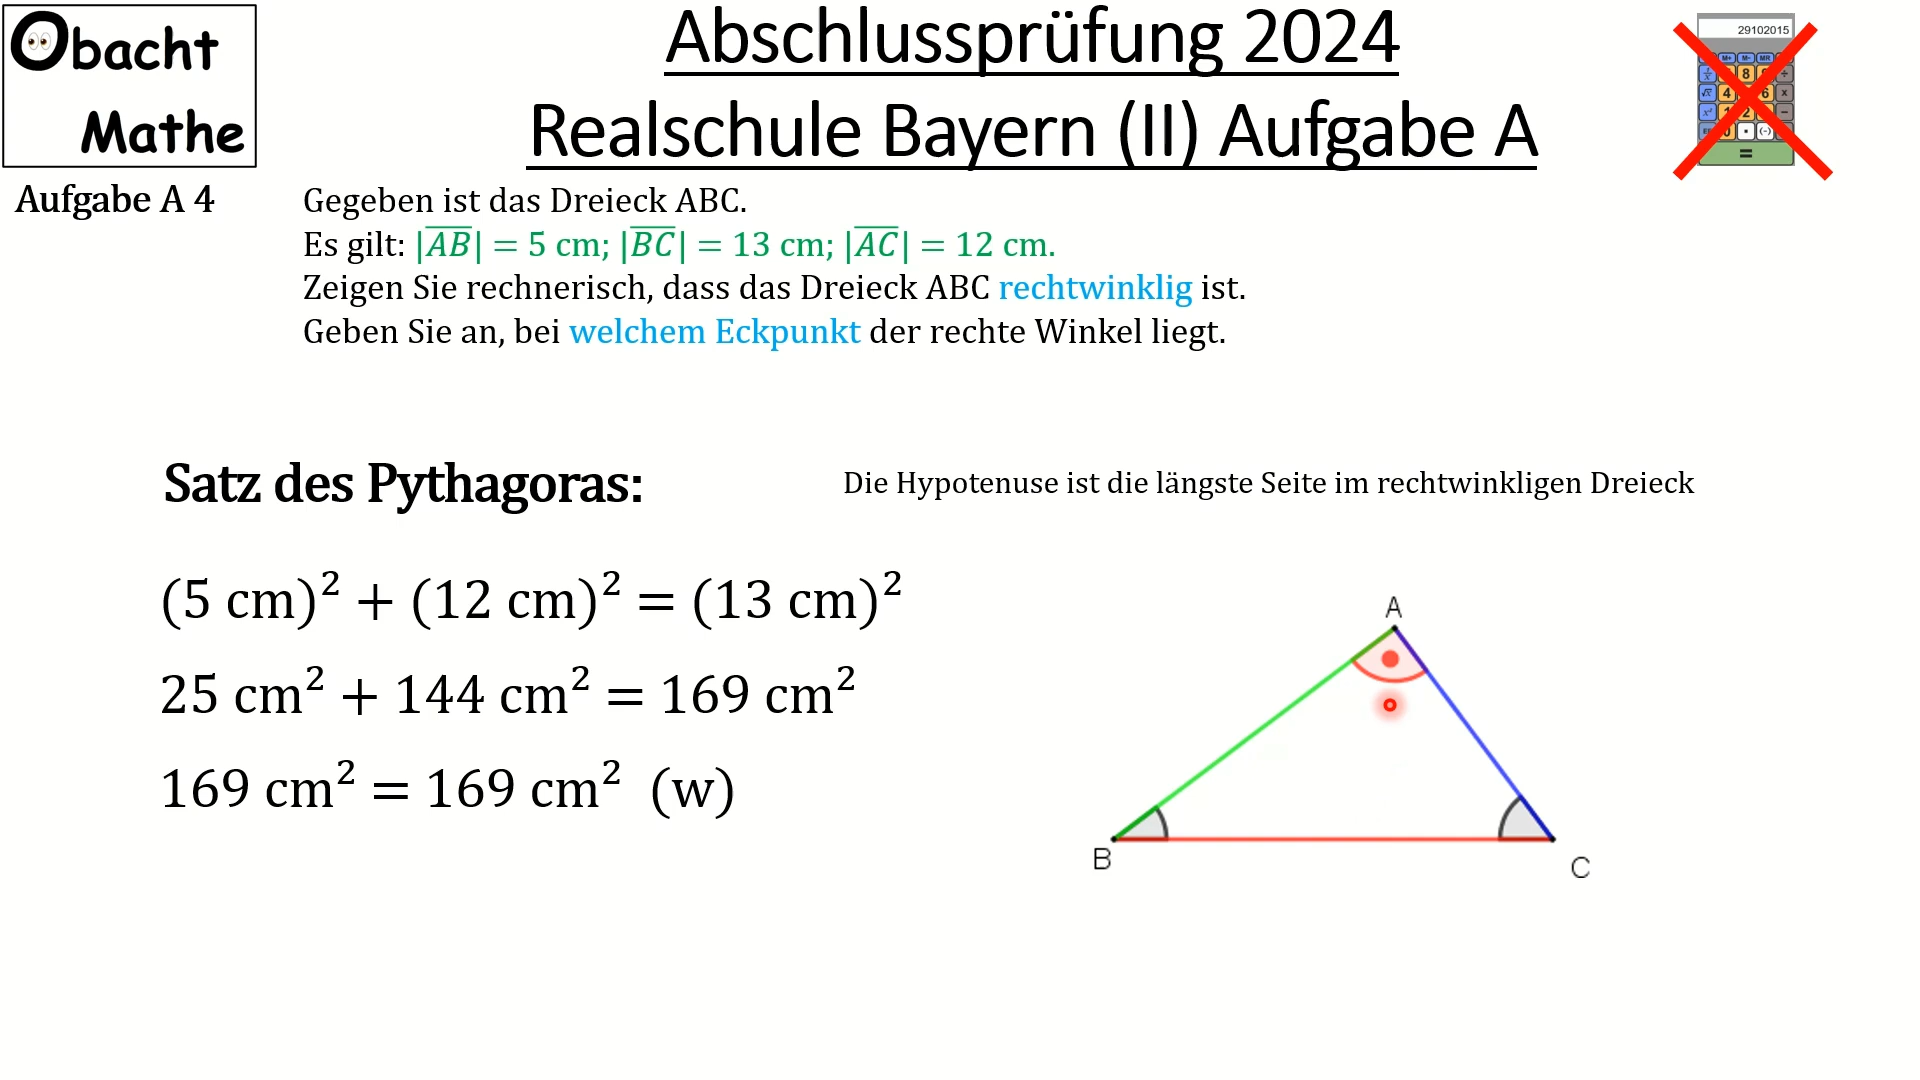 Obacht
Mathe
Abschlussprüfung 2024
Realschule Bayern (II) Aufgabe A
29102015
Aufgabe A 4
Gegeben ist das Dreieck ABC.
Es gilt: |A̅B̅| = 5 cm; |B̅C̅| = 13 cm; |A̅C̅| = 12 cm.
Zeigen Sie rechnerisch, dass das Dreieck ABC rechtwinklig ist.
Geben Sie an, bei welchem Eckpunkt der rechte Winkel liegt.
Satz des Pythagoras:
Die Hypotenuse ist die längste Seite im rechtwinkligen Dreieck
(5 cm)² + (12 cm)² = (13 cm)²
25 cm² + 144 cm² = 169 cm²
169 cm² = 169 cm² (w)
A
B
C